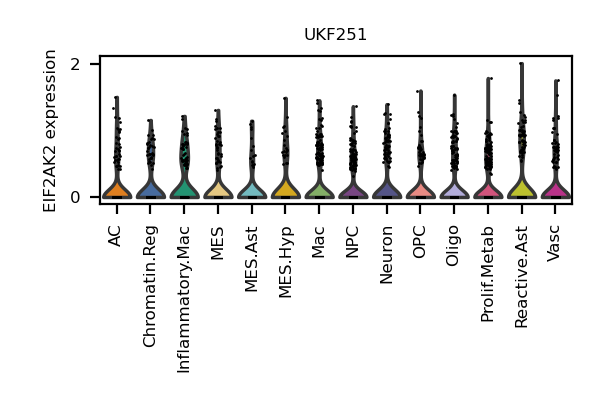 UKF251
EIF2AK2 expression
2
0
AC
Chromatin.Reg
Inflammatory.Mac
MES
MES.Ast
MES.Hyp
Mac
NPC
Neuron
OPC
Oligo
Prolif.Metab
Reactive.Ast
Vasc